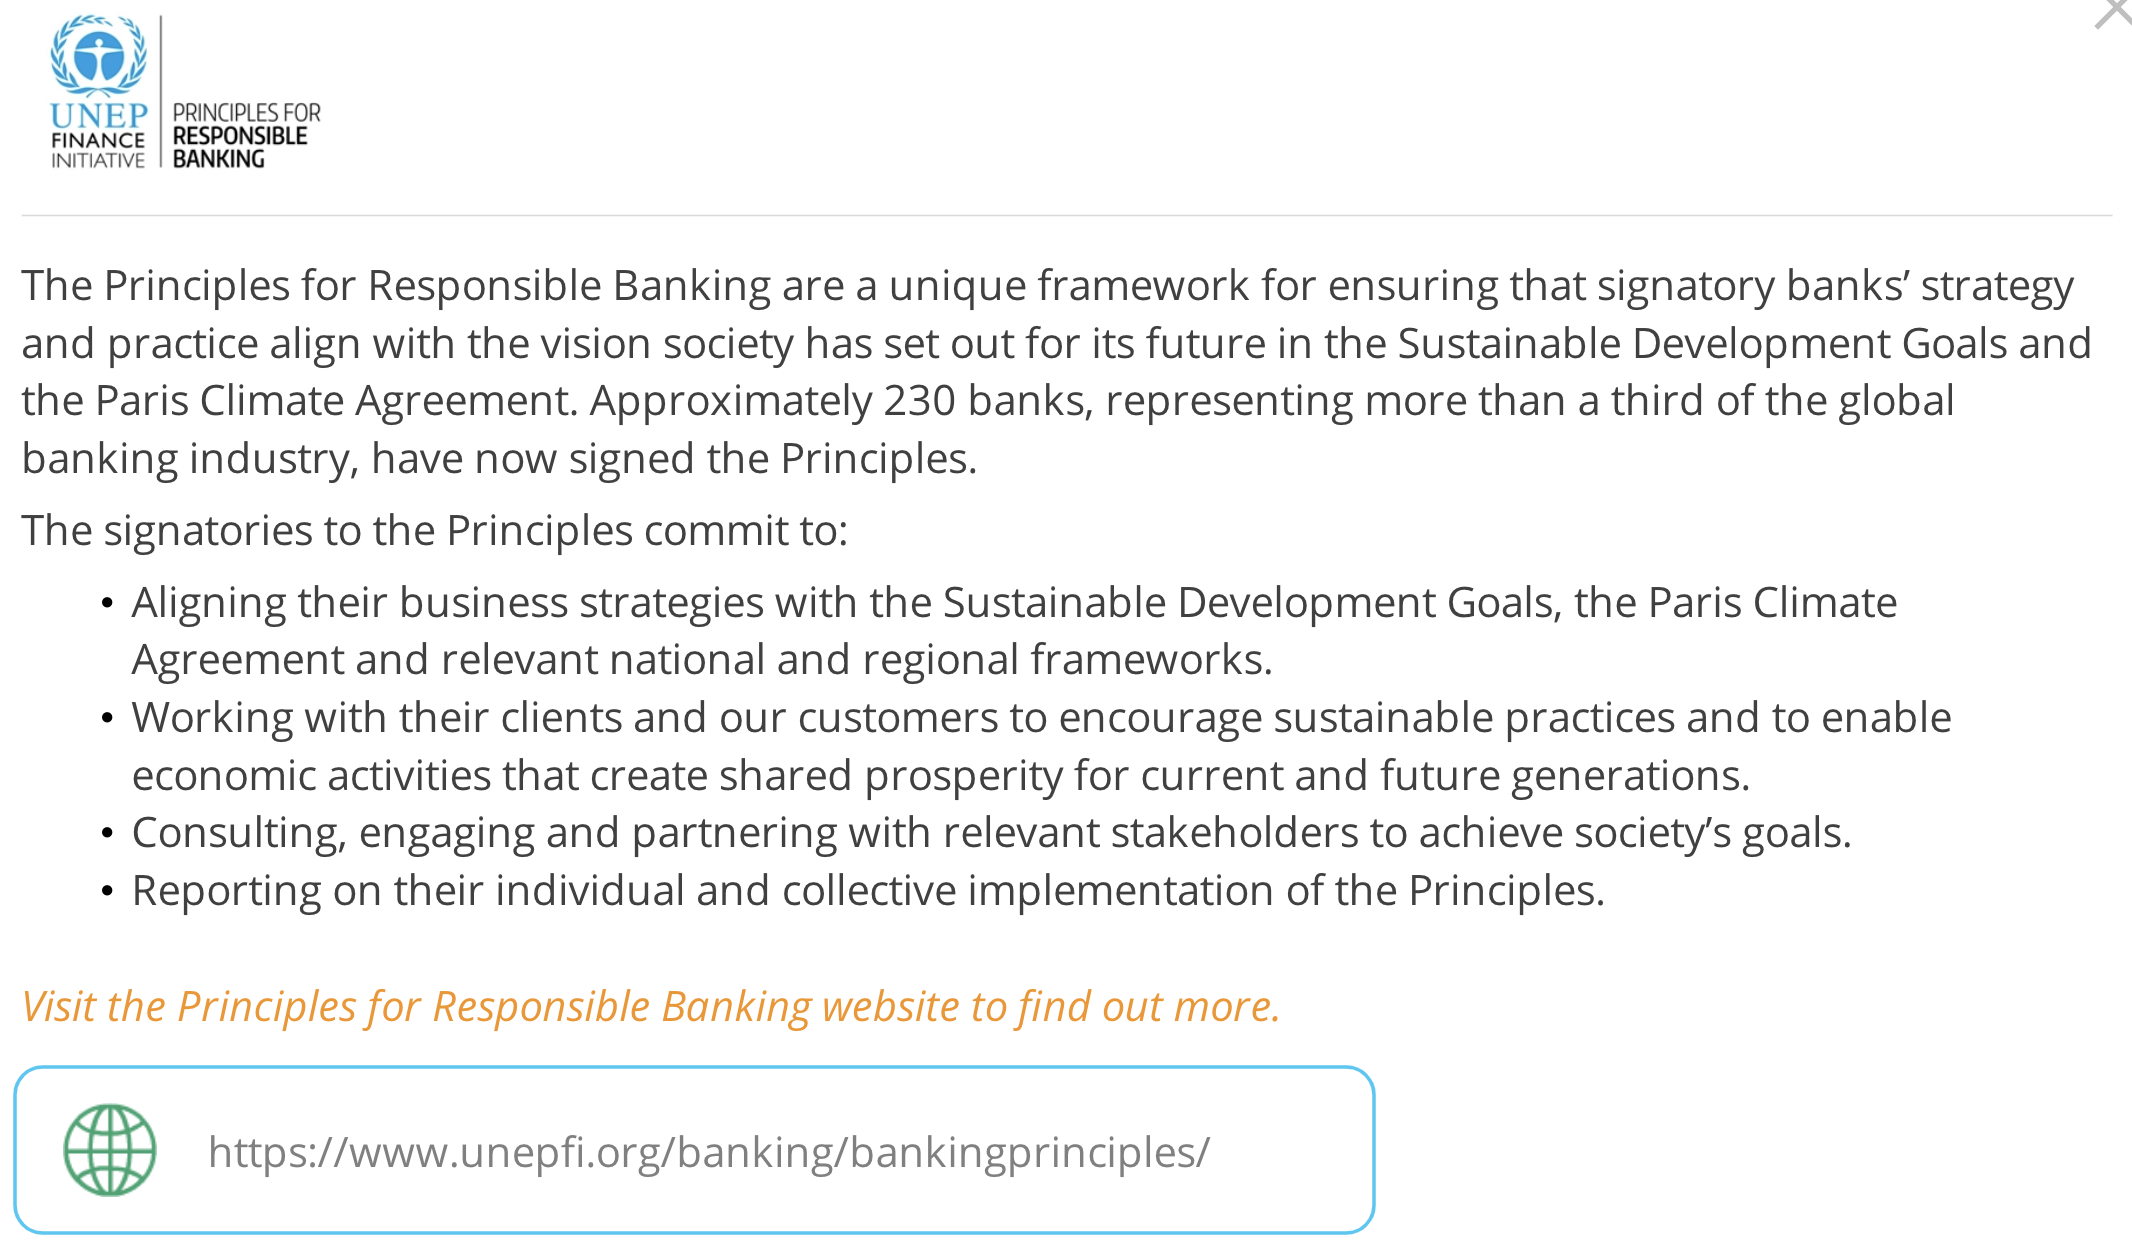 UNEP
FINANCE
INITIATIVE
PRINCIPLES FOR
RESPONSIBLE
BANKING
The Principles for Responsible Banking are a unique framework for ensuring that signatory banks’ strategy
and practice align with the vision society has set out for its future in the Sustainable Development Goals and
the Paris Climate Agreement. Approximately 230 banks, representing more than a third of the global
banking industry, have now signed the Principles.
The signatories to the Principles commit to:
• Aligning their business strategies with the Sustainable Development Goals, the Paris Climate
Agreement and relevant national and regional frameworks.
• Working with their clients and our customers to encourage sustainable practices and to enable
economic activities that create shared prosperity for current and future generations.
• Consulting, engaging and partnering with relevant stakeholders to achieve society’s goals.
• Reporting on their individual and collective implementation of the Principles.
Visit the Principles for Responsible Banking website to find out more.
https://www.unepfi.org/banking/bankingprinciples/